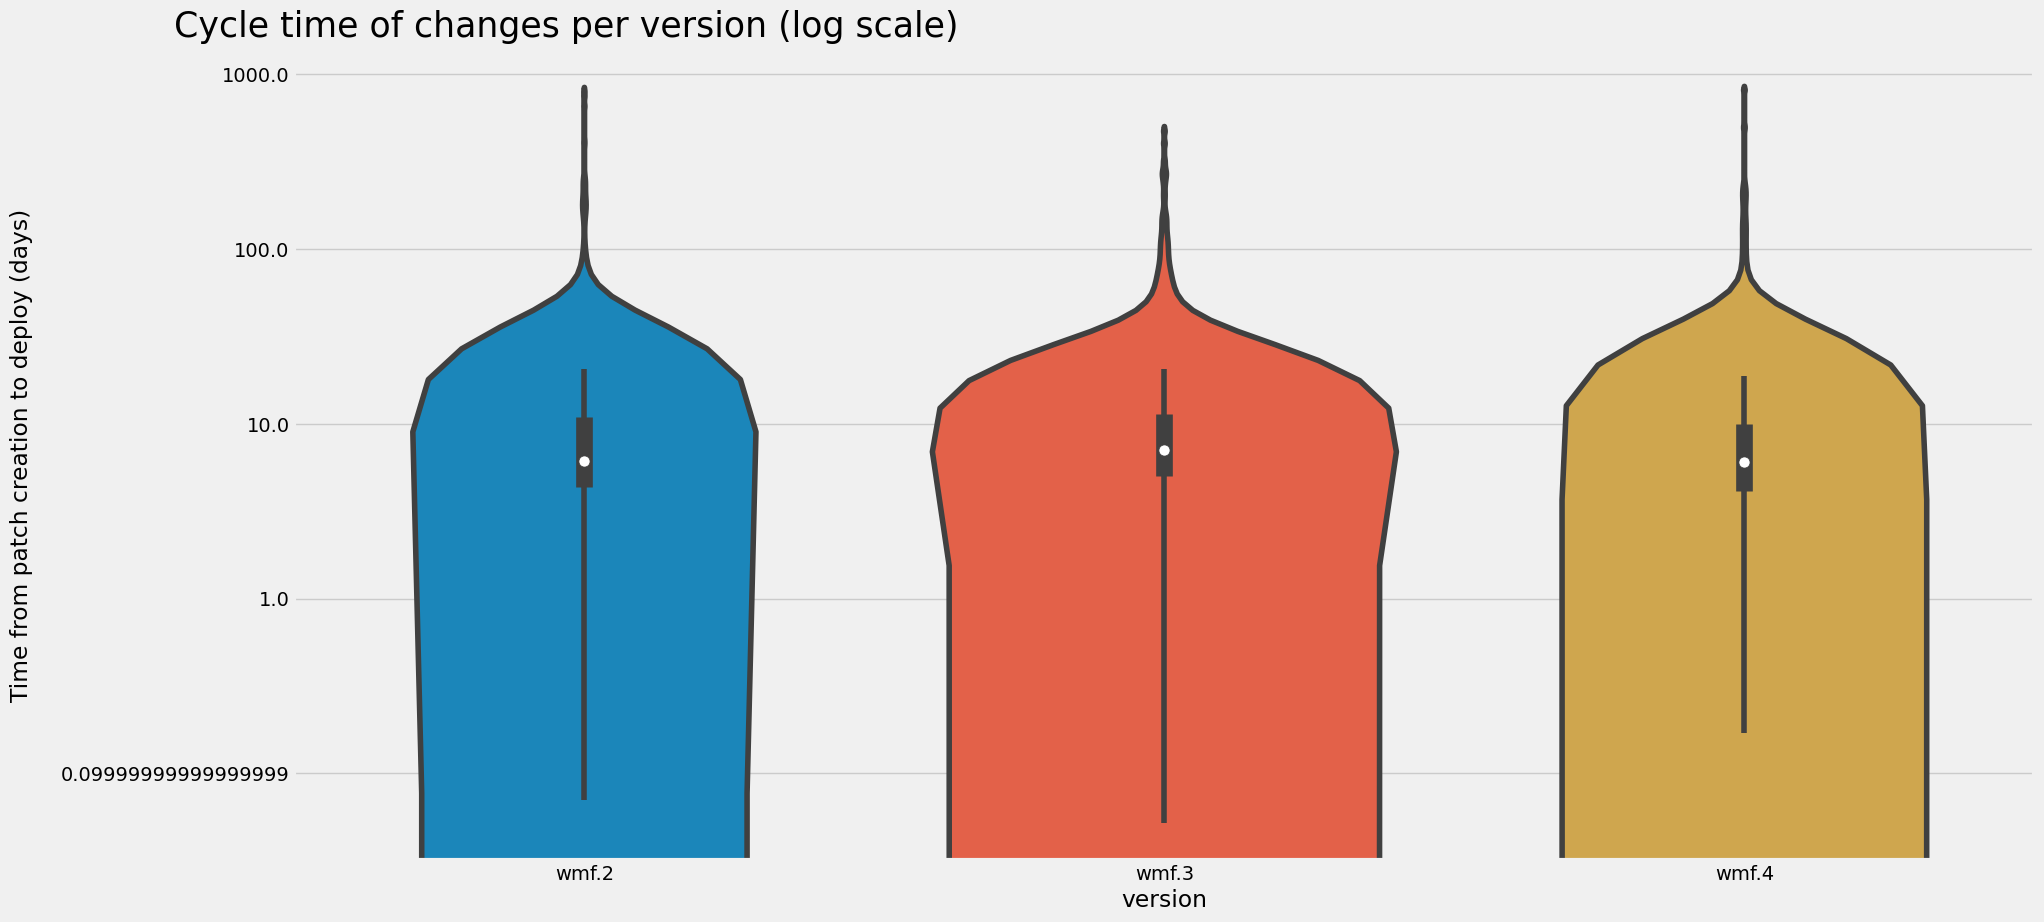 Cycle time of changes per version (log scale)
Time from patch creation to deploy (days)
1000.0
100.0
10.0
1.0
0.09999999999999999
wmf.2
wmf.3
wmf.4
version